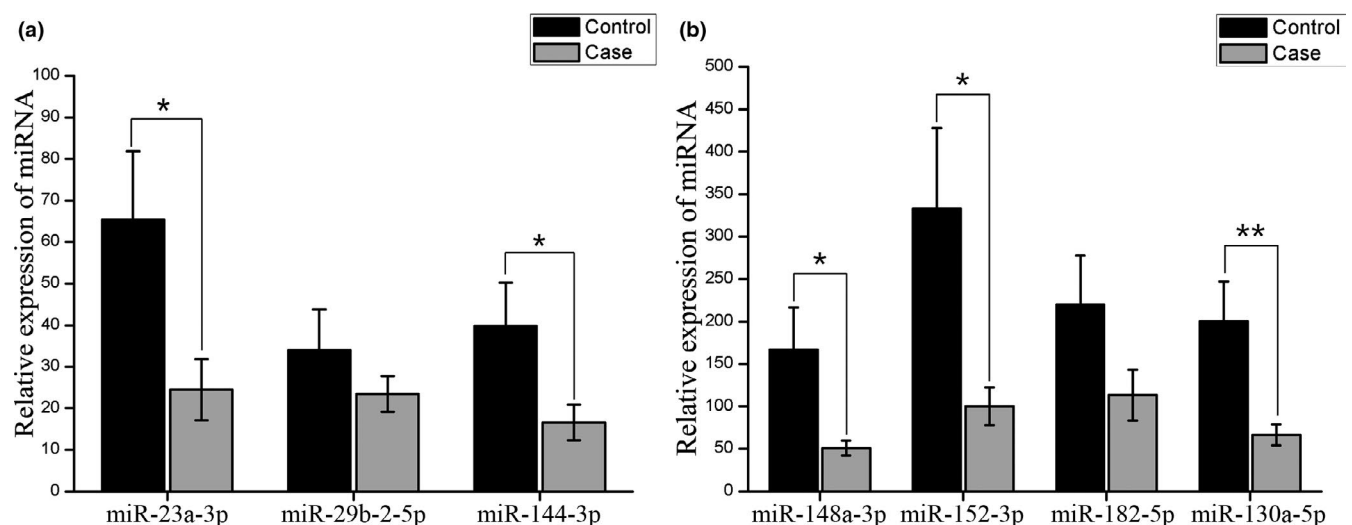 (a)
Control
Case
Relative expression of miRNA
100
90
80
70
60
50
40
30
20
10
0
*
*
miR-23a-3p miR-29b-2-5p miR-144-3p
(b)
Control
Case
Relative expression of miRNA
500
450
400
350
300
250
200
150
100
50
0
*
*
**
miR-148a-3p miR-152-3p miR-182-5p miR-130a-5p